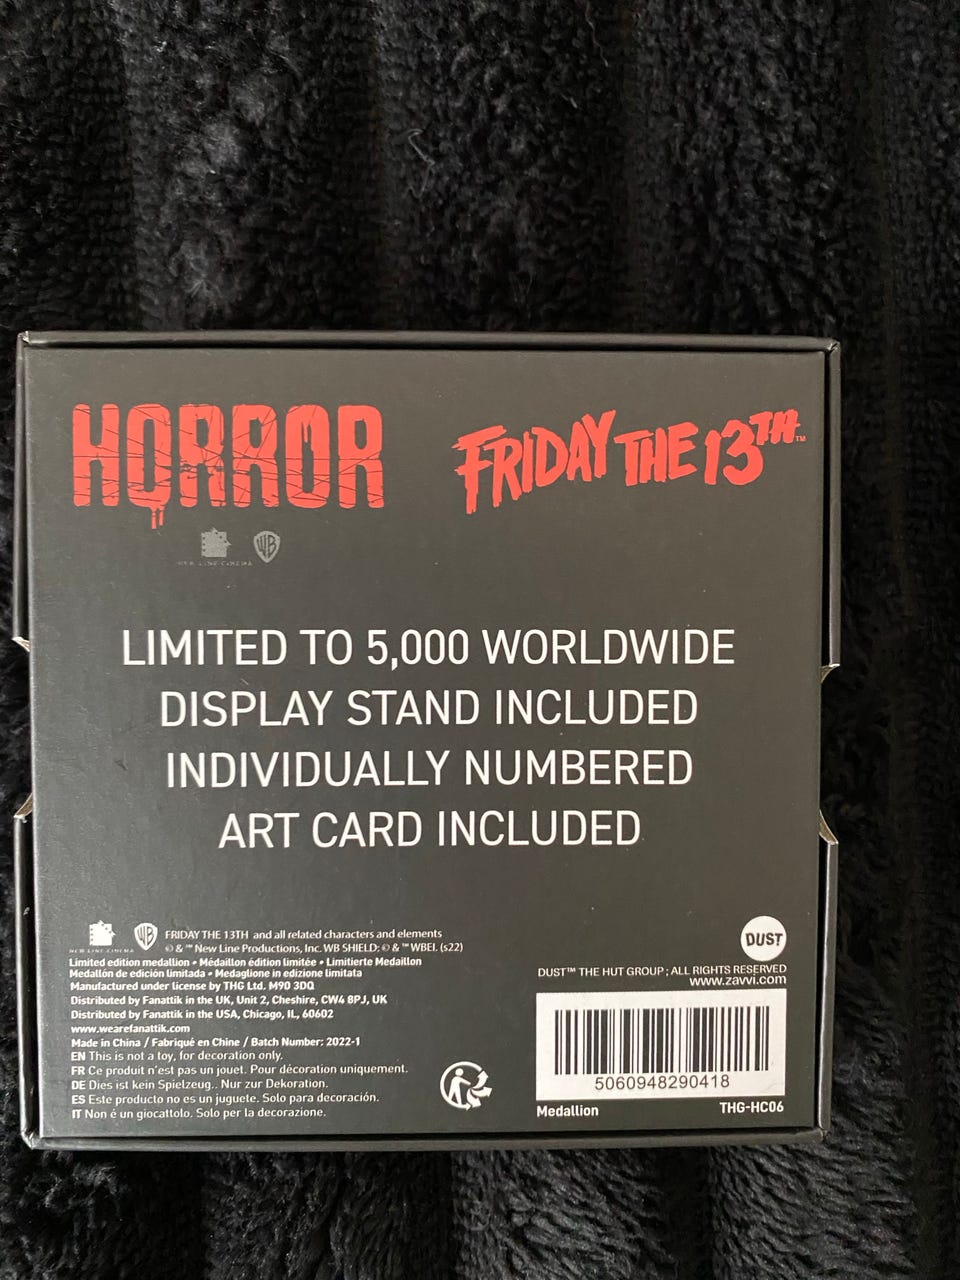 HORROR
FRIDAY THE 13TH™
NEW LINE CINEMA
WB
LIMITED TO 5,000 WORLDWIDE
DISPLAY STAND INCLUDED
INDIVIDUALLY NUMBERED
ART CARD INCLUDED
NEW LINE CINEMA
WB
FRIDAY THE 13TH and all related characters and elements
© & ™ New Line Productions, Inc. WB SHIELD: © & ™ WBEI. (s22)
Limited edition medallion • Médaillon édition limitée • Limitierte Medaillon
Medallón de edición limitada • Medaglione in edizione limitata
Manufactured under license by THG Ltd. M90 3DQ
Distributed by Fanattik in the UK, Unit 2, Cheshire, CW4 8PJ, UK
Distributed by Fanattik in the USA, Chicago, IL, 60602
www.wearefanattik.com
Made in China / Fabriqué en Chine / Batch Number: 2022-1
EN This is not a toy, for decoration only.
FR Ce produit n'est pas un jouet. Pour décoration uniquement.
DE Dies ist kein Spielzeug.. Nur zur Dekoration.
ES Este producto no es un juguete. Solo para decoración.
IT Non é un giocattolo. Solo per la decorazione.
DUST
DUST™ THE HUT GROUP ; ALL RIGHTS RESERVED
www.zavvi.com
5060948290418
Medallion
THG-HC06